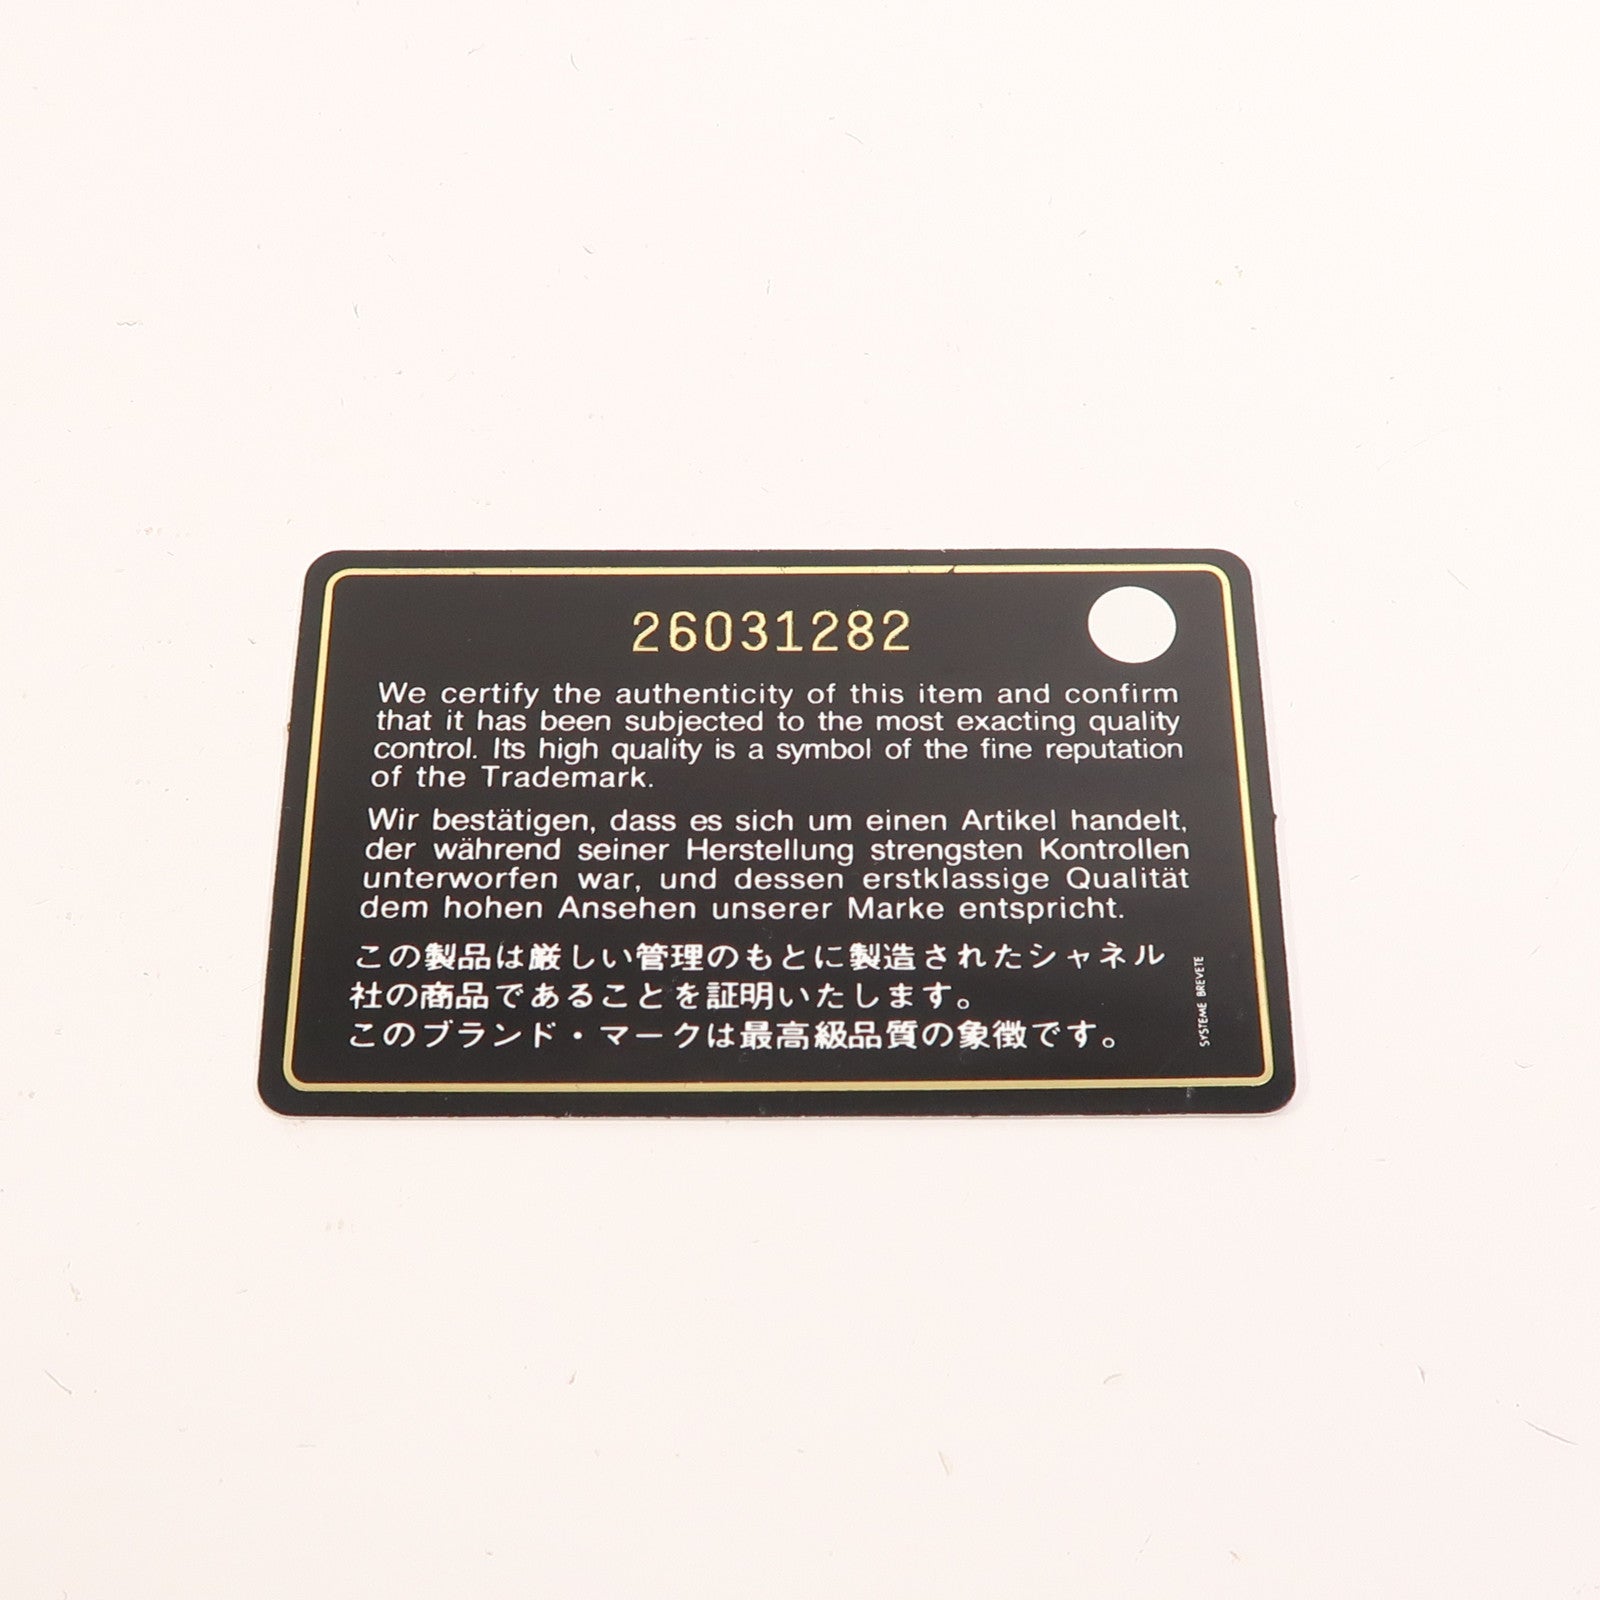 26031282
We certify the authenticity of this item and confirm
that it has been subjected to the most exacting quality
control. Its high quality is a symbol of the fine reputation
of the Trademark.
Wir bestätigen, dass es sich um einen Artikel handelt,
der während seiner Herstellung strengsten Kontrollen
unterworfen war, und dessen erstklassige Qualität
dem hohen Ansehen unserer Marke entspricht.
この製品は厳しい管理のもとに製造されたシャネル
社の商品であることを証明いたします。
このブランド・マークは最高級品質の象徴です。
SYSTEME BREVETE